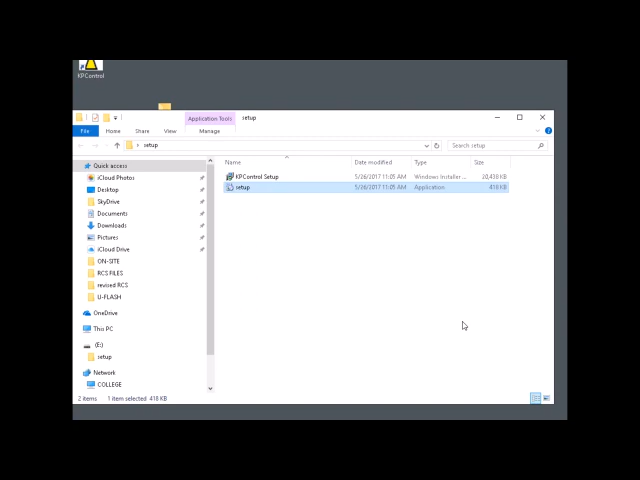 KPControl
Application Tools
setup
File
Home
Share
View
Manage
setup
Search setup
Name
Date modified
Type
Size
KPControl Setup
5/26/2017 11:05 AM
Windows Installer ...
20,438 KB
setup
5/26/2017 11:05 AM
Application
418 KB
Quick access
iCloud Photos
Desktop
SkyDrive
Documents
Downloads
Pictures
iCloud Drive
ON-SITE
RCS FILES
revised RCS
U-FLASH
OneDrive
This PC
(E:)
setup
Network
COLLEGE
2 items
1 item selected 418 KB